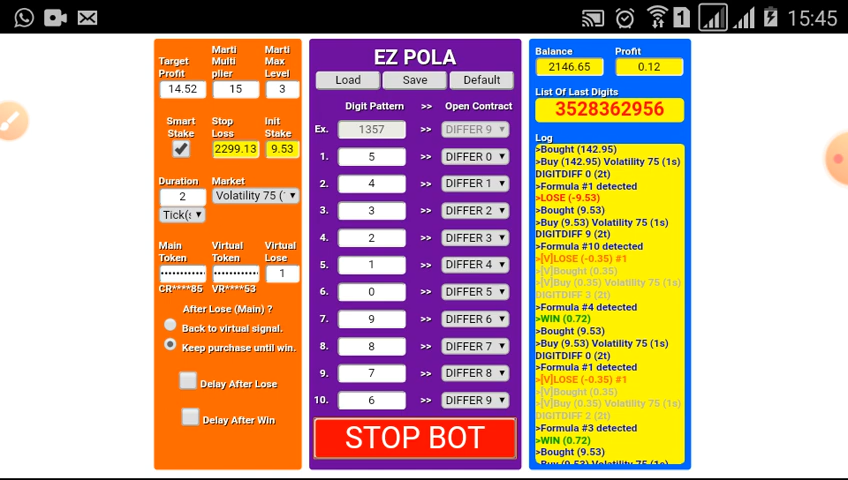 1
15:45
Target Profit
Marti Multi plier
Marti Max Level
14.52
15
3
Smart Stake
Stop Loss
Init Stake
2299.13
9.53
Duration
Market
2
Volatility 75 (
Tick(s
Main Token
Virtual Token
Virtual Lose
••••••••••••
••••••••••••
1
CR****85
VR****53
After Lose (Main) ?
Back to virtual signal.
Keep purchase until win.
Delay After Lose
Delay After Win
EZ POLA
Load
Save
Default
Digit Pattern >> Open Contract
Ex. 1357 >> DIFFER 9
1. 5 >> DIFFER 0
2. 4 >> DIFFER 1
3. 3 >> DIFFER 2
4. 2 >> DIFFER 3
5. 1 >> DIFFER 4
6. 0 >> DIFFER 5
7. 9 >> DIFFER 6
8. 8 >> DIFFER 7
9. 7 >> DIFFER 8
10. 6 >> DIFFER 9
STOP BOT
Balance
Profit
2146.65
0.12
List Of Last Digits
3528362956
Log
>Bought (142.95)
>Buy (142.95) Volatility 75 (1s)
DIGITDIFF 0 (2t)
>Formula #1 detected
>LOSE (-9.53)
>Bought (9.53)
>Buy (9.53) Volatility 75 (1s)
DIGITDIFF 9 (2t)
>Formula #10 detected
>[V]LOSE (-0.35) #1
>[V]Bought (0.35)
>[V]Buy (0.35) Volatility 75 (1s)
DIGITDIFF 3 (2t)
>Formula #4 detected
>WIN (0.72)
>Bought (9.53)
>Buy (9.53) Volatility 75 (1s)
DIGITDIFF 0 (2t)
>Formula #1 detected
>[V]LOSE (-0.35) #1
>[V]Bought (0.35)
>[V]Buy (0.35) Volatility 75 (1s)
DIGITDIFF 2 (2t)
>Formula #3 detected
>WIN (0.72)
>Bought (9.53)
>Buy (9.53) Volatility 75 (1s)